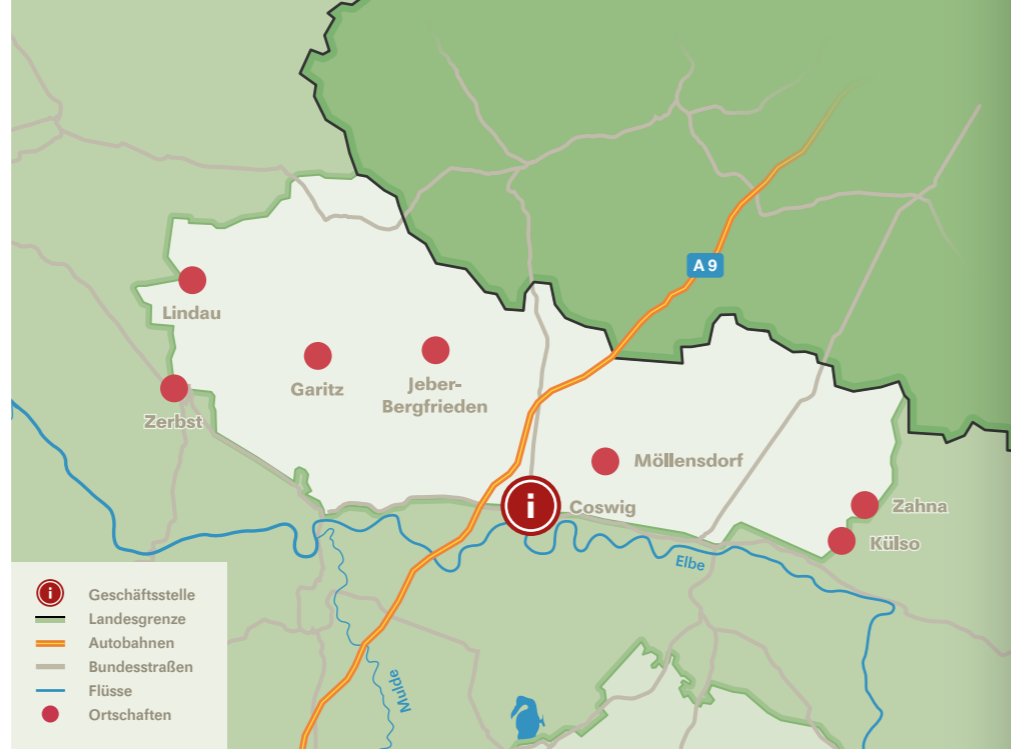 A 9
Lindau
Garitz
Jeber-
Bergfrieden
Zerbst
Möllensdorf
i
Coswig
Zahna
Külso
Elbe
Mulde
i Geschäftsstelle
Landesgrenze
Autobahnen
Bundesstraßen
Flüsse
Ortschaften